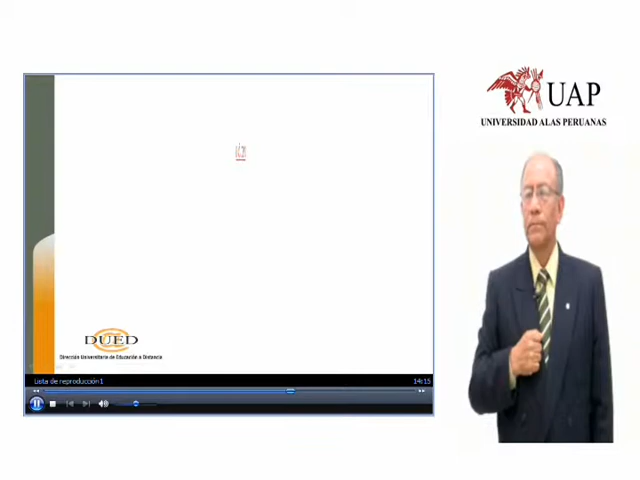 UAP
UNIVERSIDAD ALAS PERUANAS
DUED
Dirección Universitaria de Educación a Distancia
Lista de reproducción1
14:15